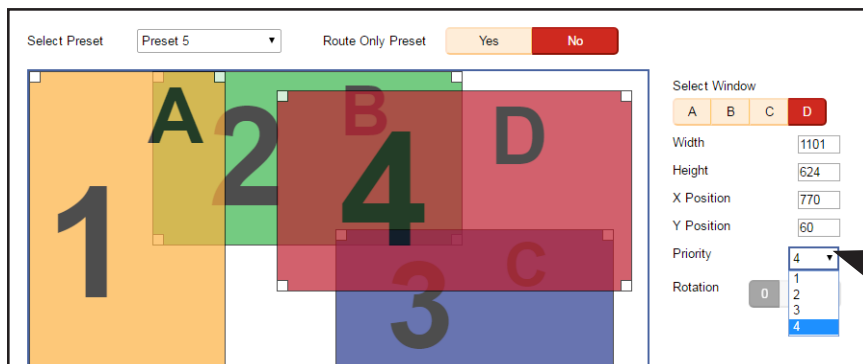 Select Preset Preset 5 Route Only Preset Yes No
Select Window
A B C D
Width 1101
Height 624
X Position 770
Y Position 60
Priority 4
1
2
3
4
Rotation 0
A B D
2 4
1
3 C